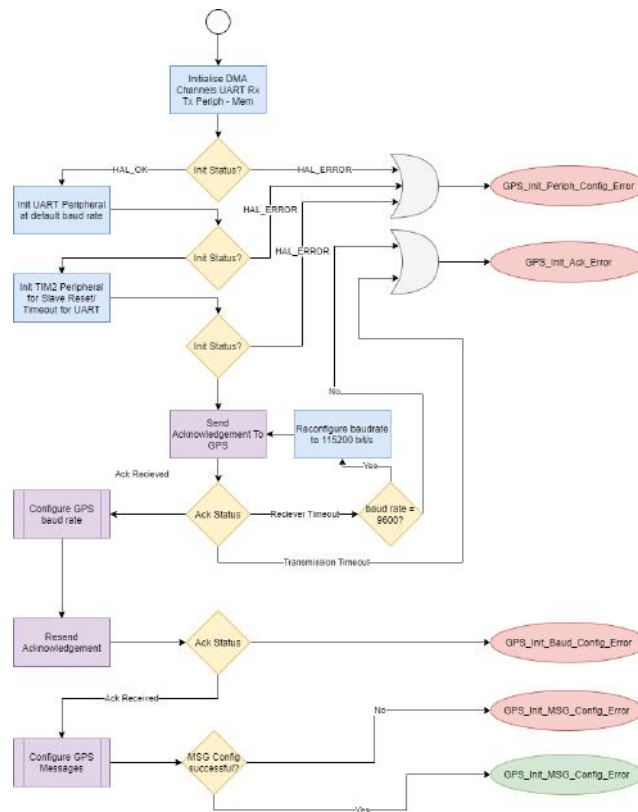 Initialise DMA
Channels UART Rx
Tx Periph - Mem
HAL_OK
Init Status?
HAL_ERROR
GPS_Init_Periph_Config_Error
Init UART Peripheral
at default baud rate
HAL_ERROR
HAL_ERROR
Init Status?
GPS_Init_Ack_Error
Init TIM2 Peripheral
for Slave Reset/
Timeout for UART
Init Status?
No
Send
Acknowledgement To
GPS
Reconfigure baudrate
to 115200 bit/s
Ack Recieved
Yes
Configure GPS
baud rate
Ack Status
Reciever Timeout
baud rate =
9600?
Transmission Timeout
Resend
Acknowledgement
Ack Status
GPS_Init_Baud_Config_Error
Ack Received
No
GPS_Init_MSG_Config_Error
Configure GPS
Messages
MSG Config
successful?
GPS_Init_MSG_Config_Error
Yes